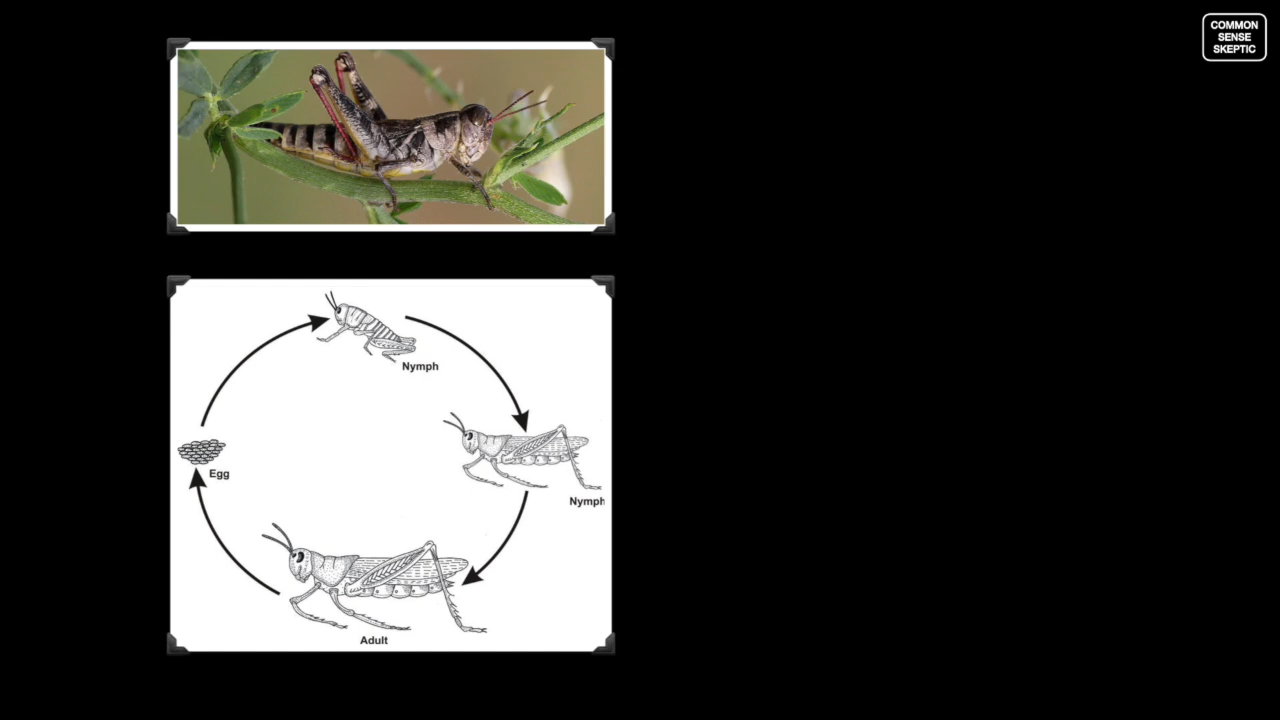 COMMON
SENSE
SKEPTIC
Nymph
Egg
Nymph
Adult